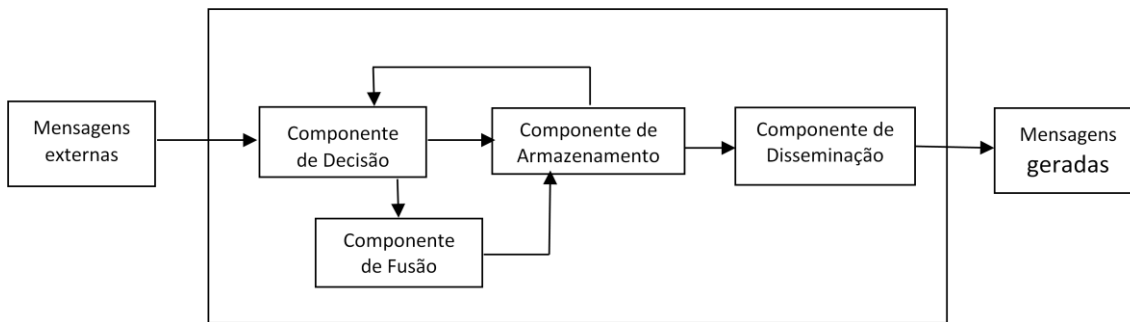 Mensagens
externas
Componente
de Decisão
Componente de
Armazenamento
Componente de
Disseminação
Mensagens
geradas
Componente
de Fusão